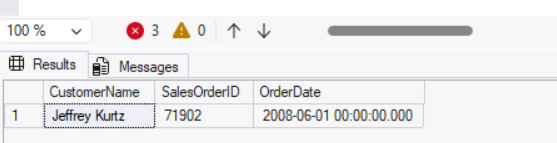 100 % 3 0
Results Messages
CustomerName SalesOrderID OrderDate
1 Jeffrey Kurtz 71902 2008-06-01 00:00:00.000